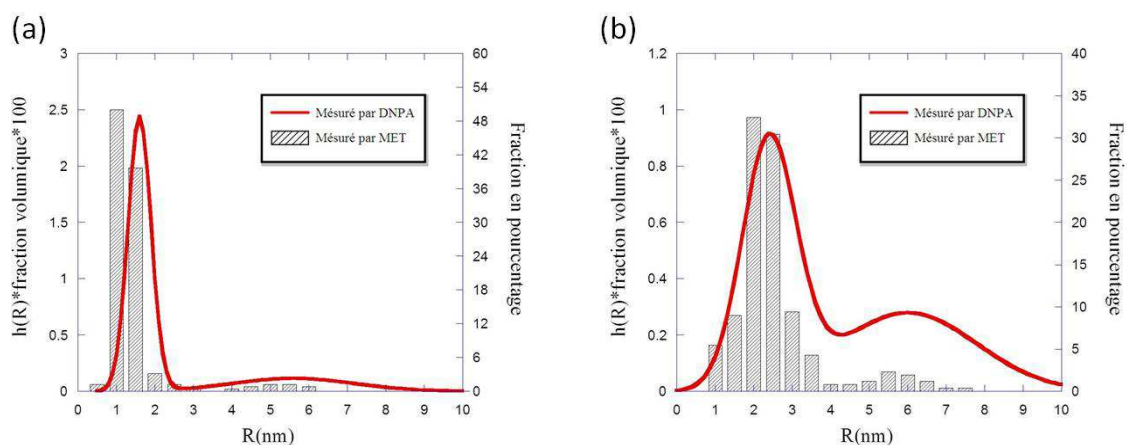 (a)
h(R)*fraction volumique*100
3
2.5
2
1.5
1
0.5
0
60
54
48
42
36
30
24
18
12
6
0
Fraction en pourcentage
Mésuré par DNPA
Mésuré par MET
0 1 2 3 4 5 6 7 8 9 10
R(nm)
(b)
h(R)*fraction volumique*100
1.2
1
0.8
0.6
0.4
0.2
0
40
35
30
25
20
15
10
5
0
Fraction en pourcentage
Mésuré par DNPA
Mésuré par MET
0 1 2 3 4 5 6 7 8 9 10
R(nm)